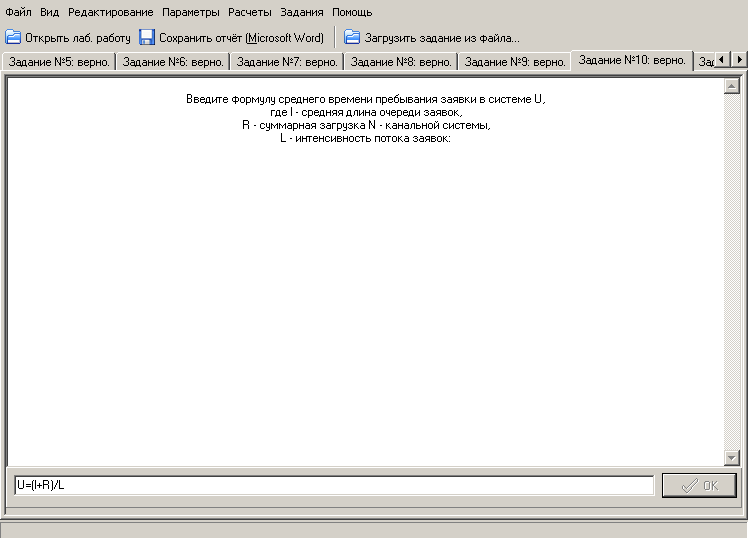 Файл Вид Редактирование Параметры Расчеты Задания Помощь
Открыть лаб. работу Сохранить отчёт (Microsoft Word) Загрузить задание из файла...
Задание №5: верно. Задание №6: верно. Задание №7: верно. Задание №8: верно. Задание №9: верно. Задание №10: верно. За
Введите формулу среднего времени пребывания заявки в системе U,
где l - средняя длина очереди заявок,
R - суммарная загрузка N - канальной системы,
L - интенсивность потока заявок:
U=(l+R)/L
OK